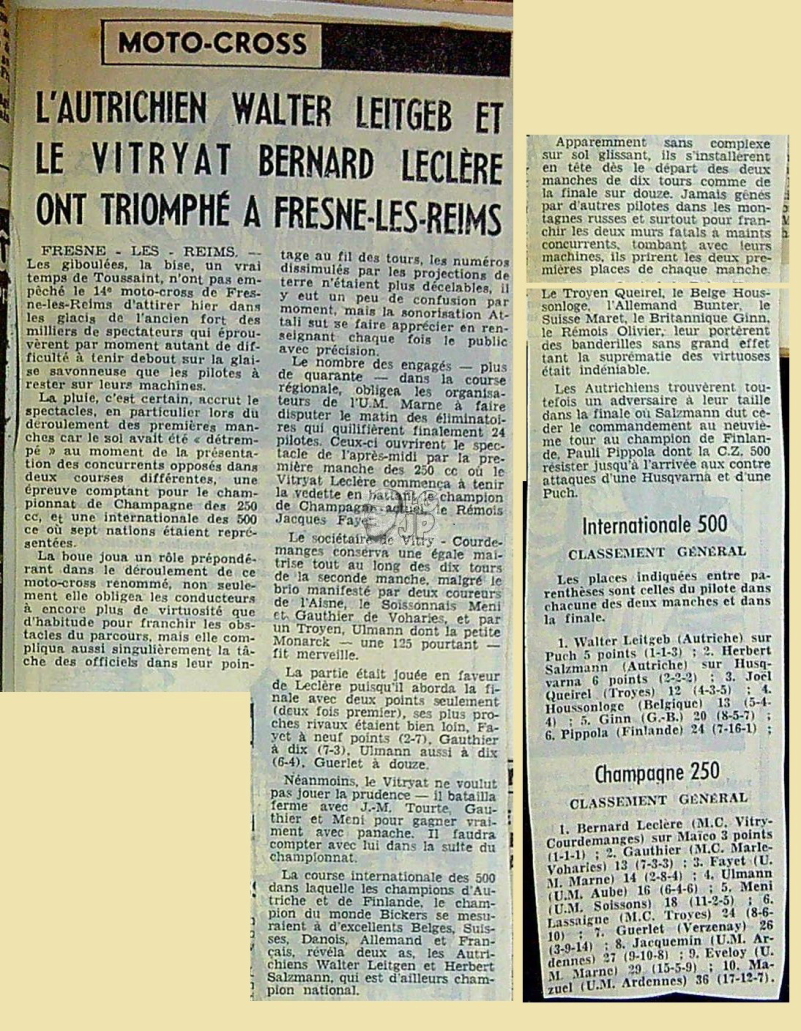 MOTO-CROSS
L'AUTRICHIEN WALTER LEITGEB ET
LE VITRYAT BERNARD LECLÈRE
ONT TRIOMPHÉ A FRESNE-LES-REIMS
FRESNE - LES - REIMS. —
Les giboulées, la bise, un vrai
temps de Toussaint, n'ont pas em-
pêché le 14e moto-cross de Fres-
ne-les-Reims d'attirer hier dans
les glacis de l'ancien fort des
milliers de spectateurs qui éprou-
vèrent par moment autant de dif-
ficulté à tenir debout sur la glai-
se savonneuse que les pilotes à
rester sur leurs machines.
La pluie, c'est certain, accrut le
spectacles, en particulier lors du
déroulement des premières man-
ches car le sol avait été « détrem-
pé » au moment de la présenta-
tion des concurrents opposés dans
deux courses différentes, une
épreuve comptant pour le cham-
pionnat de Champagne des 250
cc, et une internationale des 500
cc où sept nations étaient repré-
sentées.
La boue joua un rôle prépondé-
rant dans le déroulement de ce
moto-cross renommé, non seule-
ment elle obligea les conducteurs
à encore plus de virtuosité que
d'habitude pour franchir les obs-
tacles du parcours, mais elle com-
pliqua aussi singulièrement la tâ-
che des officiels dans leur poin-
tage au fil des tours, les numéros
dissimulés par les projections de
terre n'étaient plus décelables, il
y eut un peu de confusion par
moment, mais la sonorisation At-
tali sut se faire apprécier en ren-
seignant chaque fois le public
avec précision.
Le nombre des engagés — plus
de quarante — dans la course
régionale, obligea les organisa-
teurs de l'U.M. Marne à faire
disputer le matin des éliminatoi-
res qui quilifièrent finalement 24
pilotes. Ceux-ci ouvrirent le spec-
tacle de l'après-midi par la pre-
mière manche des 250 cc où le
Vitryat Leclère commença à tenir
la vedette en battant le champion
de Champagne actuel, le Rémois
Jacques Fayet.
Le sociétaire de Vitry - Courde-
manges conserva une égale maî-
trise tout au long des dix tours
de la seconde manche, malgré le
brio manifesté par deux coureurs
de l'Aisne, le Soissonnais Meni
et Gauthier de Voharies, et par
un Troyen, Ulmann dont la petite
Monarck — une 125 pourtant —
fit merveille.
La partie était jouée en faveur
de Leclère puisqu'il aborda la fi-
nale avec deux points seulement
(deux fois premier), ses plus pro-
ches rivaux étaient bien loin, Fa-
yet à neuf points (2-7), Gauthier
à dix (7-3), Ulmann aussi à dix
(6-4), Guerlet à douze.
Néanmoins, le Vitryat ne voulut
pas jouer la prudence — il batailla
ferme avec J.-M. Tourte, Gau-
thier et Meni pour gagner vrai-
ment avec panache. Il faudra
compter avec lui dans la suite du
championnat.
La course internationale des 500
dans laquelle les champions d'Au-
triche et de Finlande, le cham-
pion du monde Bickers se mesu-
raient à d'excellents Belges, Suis-
ses, Danois, Allemand et Fran-
çais, révéla deux as, les Autri-
chiens Walter Leitgen et Herbert
Salzmann, qui est d'ailleurs cham-
pion national.
Apparemment sans complexe
sur sol glissant, ils s'installèrent
en tête dès le départ des deux
manches de dix tours comme de
la finale sur douze. Jamais gênés
par d'autres pilotes dans les mon-
tagnes russes et surtout pour fran-
chir les deux murs fatals à maints
concurrents, tombant avec leurs
machines, ils prirent les deux pre-
mières places de chaque manche.
Le Troyen Queirel, le Belge Hous-
sonloge, l'Allemand Bunter, le
Suisse Maret, le Britannique Ginn,
le Rémois Olivier, leur portèrent
des banderilles sans grand effet
tant la suprématie des virtuoses
était indéniable.
Les Autrichiens trouvèrent tou-
tefois un adversaire à leur taille
dans la finale où Salzmann dut cé-
der le commandement au neuviè-
me tour au champion de Finlan-
de, Pauli Pippola dont la C.Z. 500
résister jusqu'à l'arrivée aux contre
attaques d'une Husqvarna et d'une
Puch.
Internationale 500
CLASSEMENT GÉNÉRAL
Les places indiquées entre pa-
renthèses sont celles du pilote dans
chacune des deux manches et dans
la finale.
1. Walter Leitgeb (Autriche) sur
Puch 5 points (1-1-3) ; 2. Herbert
Salzmann (Autriche) sur Husq-
varna 6 points (2-2-2) ; 3. Joël
Queirel (Troyes) 12 (4-3-5) ; 4.
Houssonloge (Belgique) 13 (5-4-
4) ; 5. Ginn (G.-B.) 20 (8-5-7) ;
6. Pippola (Finlande) 24 (7-16-1) ;
Champagne 250
CLASSEMENT GENERAL
1. Bernard Leclère (M.C. Vitry-
Courdemanges) sur Maïco 3 points
(1-1-1) ; 2. Gauthier (M.C. Marle-
Voharies) 13 (7-3-3) ; 3. Fayet (U.
M. Marne) 14 (2-8-4) ; 4. Ulmann
(U.M. Aube) 16 (6-4-6) ; 5. Meni
(U.M. Soissons) 18 (11-2-5) ; 6.
Lassaigne (M.C. Troyes) 24 (8-6-
10) ; 7. Guerlet (Verzenay) 26
(3-9-14) ; 8. Jacquemin (U.M. Ar-
dennes) 27 (9-10-8) ; 9. Eveloy (U.
M. Marne) 29 (15-5-9) ; 10. Ma-
zuel (U.M. Ardennes) 36 (17-12-7).